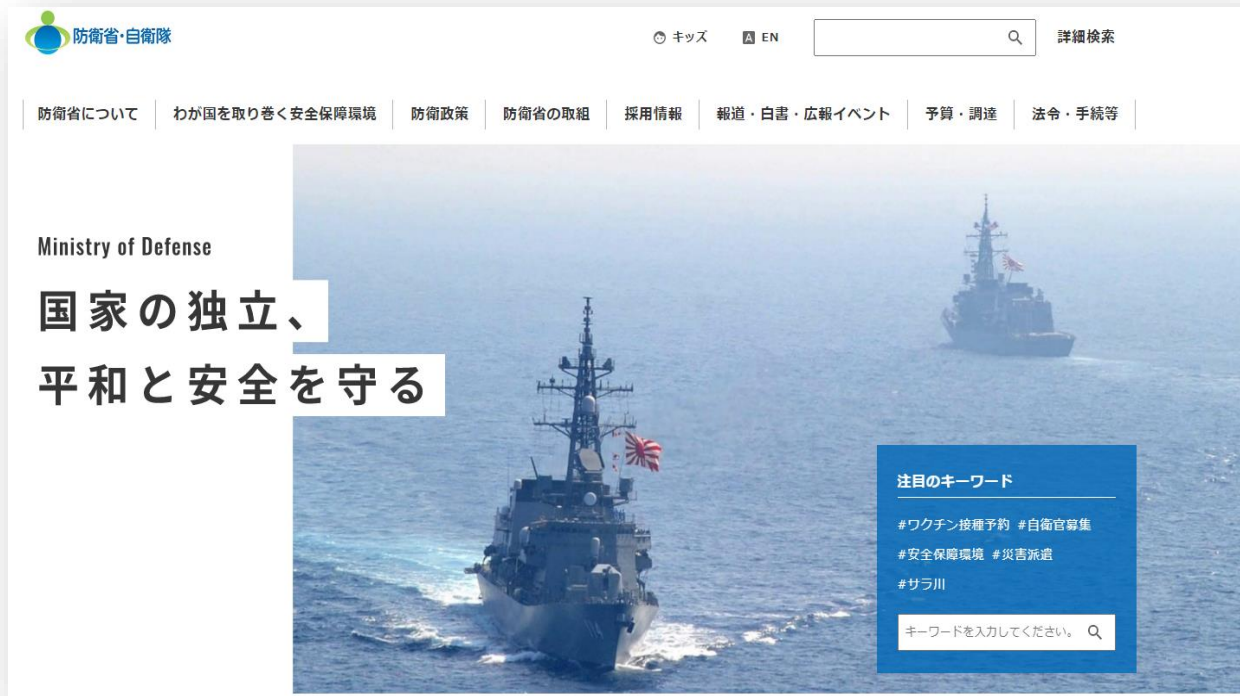 防衛省・自衛隊
キッズ
A EN
詳細検索
防衛省について
わが国を取り巻く安全保障環境
防衛政策
防衛省の取組
採用情報
報道・白書・広報イベント
予算・調達
法令・手続等
Ministry of Defense
国家の独立、
平和と安全を守る
注目のキーワード
#ワクチン接種予約 #自衛官募集
#安全保障環境 #災害派遣
#サラ川
キーワードを入力してください。